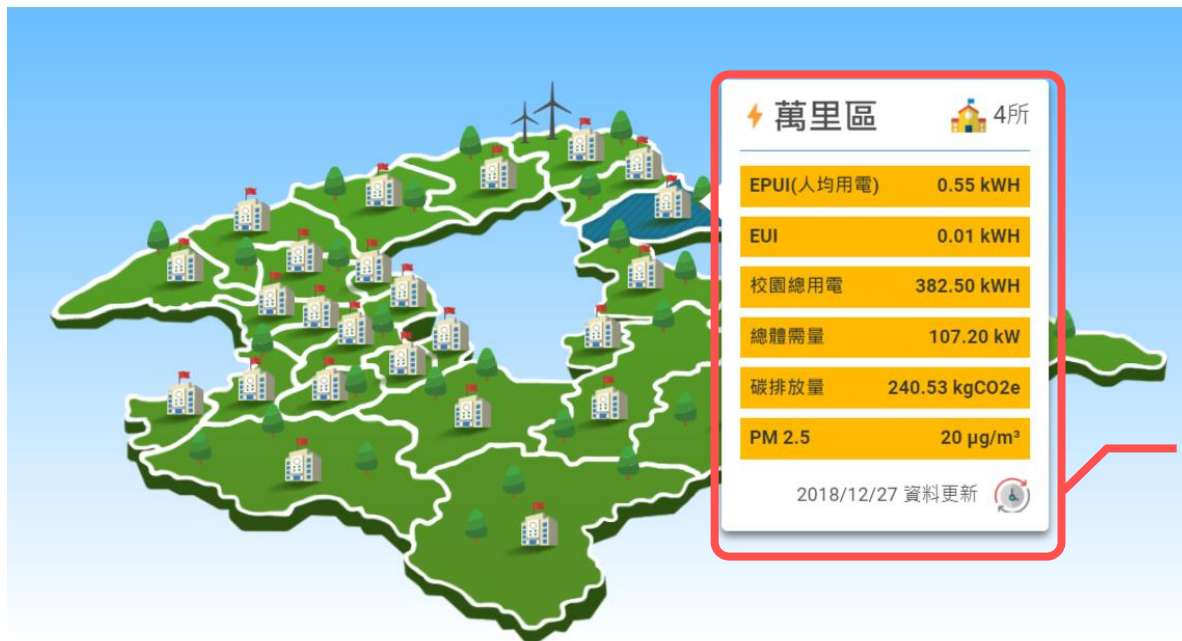 萬里區 4所
EPUI(人均用電) 0.55 kWH
EUI 0.01 kWH
校園總用電 382.50 kWH
總體需量 107.20 kW
碳排放量 240.53 kgCO2e
PM 2.5 20 μg/m³
2018/12/27 資料更新